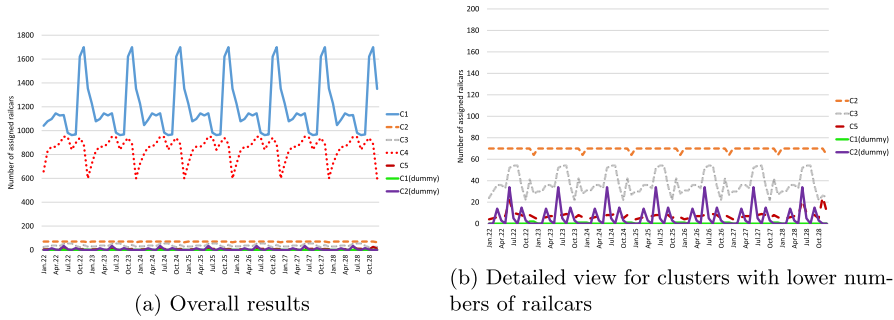 1800
1600
1400
1200
1000
800
600
400
200
0
Number of assigned railcars
Jan.22
Apr.22
Jul.22
Oct.22
Jan.23
Apr.23
Jul.23
Oct.23
Jan.24
Apr.24
Jul.24
Oct.24
Jan.25
Apr.25
Jul.25
Oct.25
Jan.26
Apr.26
Jul.26
Oct.26
Jan.27
Apr.27
Jul.27
Oct.27
Jan.28
Apr.28
Jul.28
Oct.28
C1
C2
C3
C4
C5
C1(dummy)
C2(dummy)
(a) Overall results
200
180
160
140
120
100
80
60
40
20
0
Number of assigned railcars
Jan.22
Apr.22
Jul.22
Oct.22
Jan.23
Apr.23
Jul.23
Oct.23
Jan.24
Apr.24
Jul.24
Oct.24
Jan.25
Apr.25
Jul.25
Oct.25
Jan.26
Apr.26
Jul.26
Oct.26
Jan.27
Apr.27
Jul.27
Oct.27
Jan.28
Apr.28
Jul.28
Oct.28
C2
C3
C5
C1(dummy)
C2(dummy)
(b) Detailed view for clusters with lower num-
bers of railcars